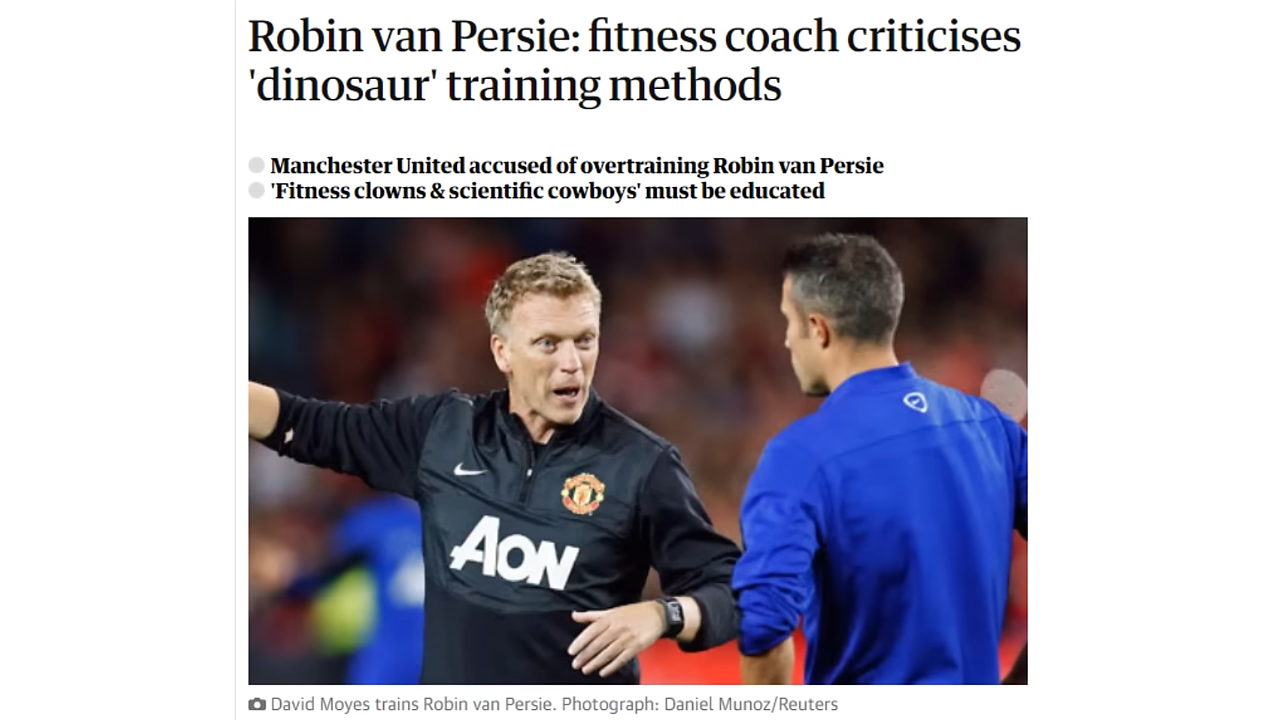 Robin van Persie: fitness coach criticises
'dinosaur' training methods
Manchester United accused of overtraining Robin van Persie
'Fitness clowns & scientific cowboys' must be educated
AON
David Moyes trains Robin van Persie. Photograph: Daniel Munoz/Reuters